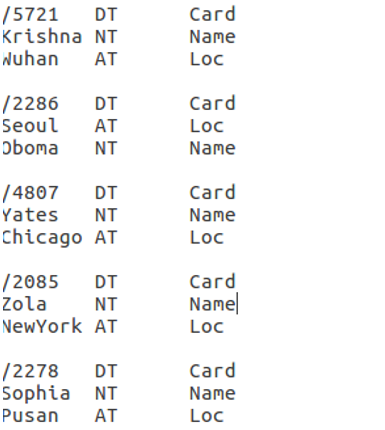 /5721 DT Card
Krishna NT Name
Wuhan AT Loc

/2286 DT Card
Seoul AT Loc
Oboma NT Name

/4807 DT Card
Yates NT Name
Chicago AT Loc

/2085 DT Card
Zola NT Name
NewYork AT Loc

/2278 DT Card
Sophia NT Name
Pusan AT Loc